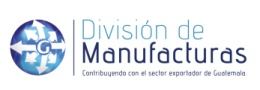 G
División de
Manufacturas
Contribuyendo con el sector exportador de Guatemala.